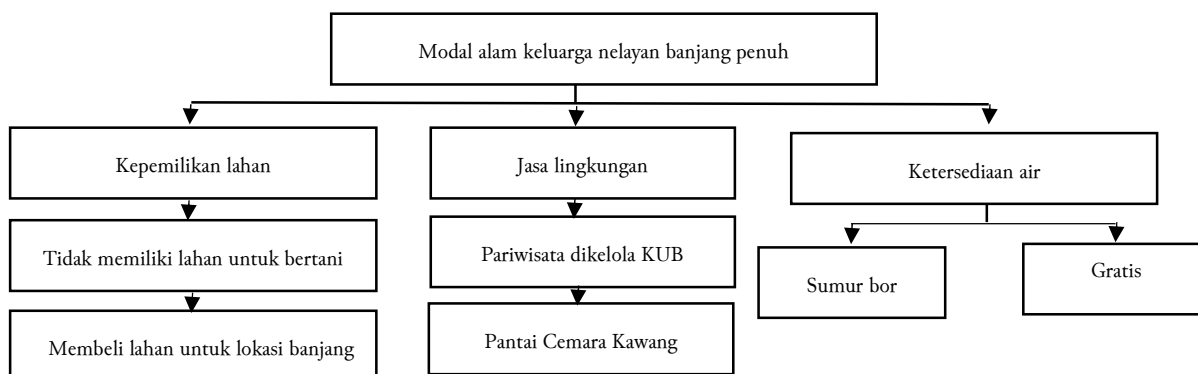 Modal alam keluarga nelayan banjang penuh
Kepemilikan lahan
Jasa lingkungan
Ketersediaan air
Tidak memiliki lahan untuk bertani
Pariwisata dikelola KUB
Sumur bor
Gratis
Membeli lahan untuk lokasi banjang
Pantai Cemara Kawang